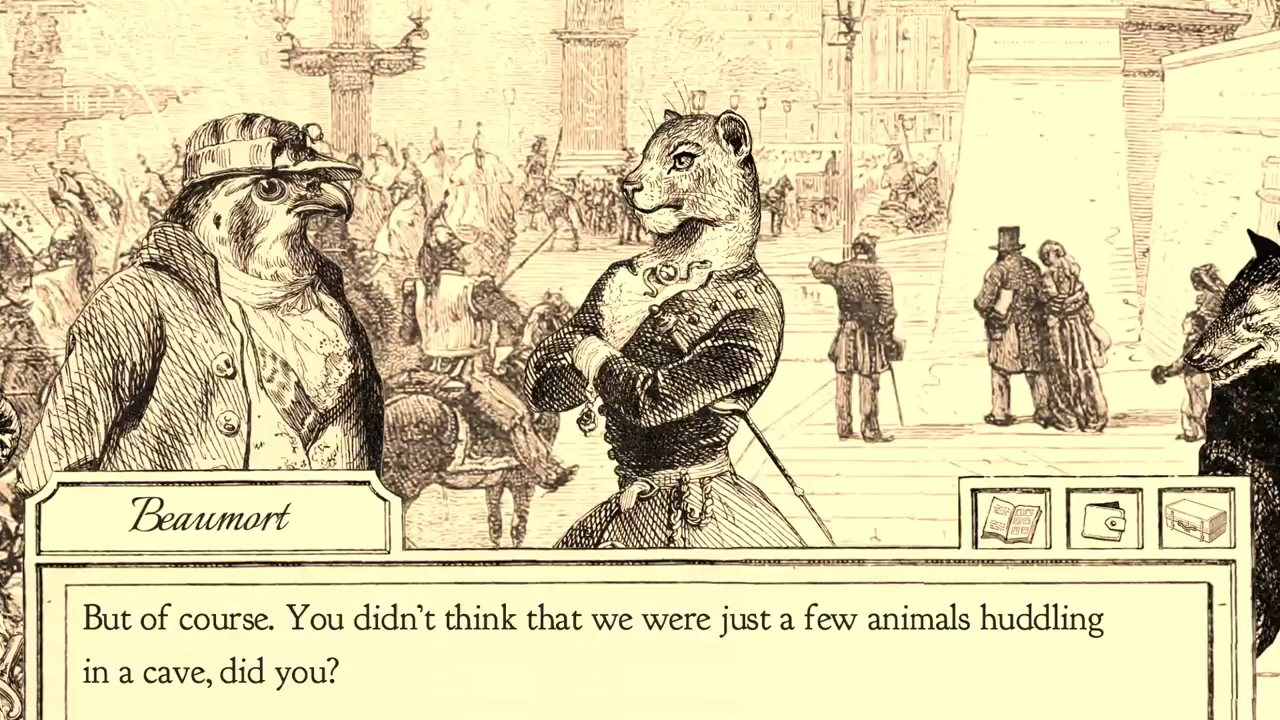 Beaumort
But of course. You didn't think that we were just a few animals huddling
in a cave, did you?